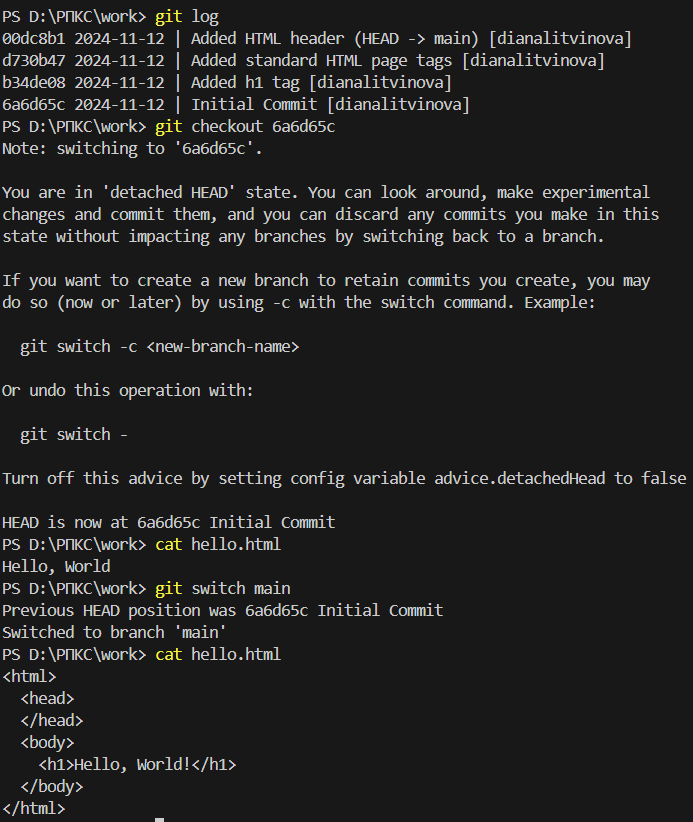 PS D:\РПКС\work> git log
00dc8b1 2024-11-12 | Added HTML header (HEAD -> main) [dianalitvinova]
d730b47 2024-11-12 | Added standard HTML page tags [dianalitvinova]
b34de08 2024-11-12 | Added h1 tag [dianalitvinova]
6a6d65c 2024-11-12 | Initial Commit [dianalitvinova]
PS D:\РПКС\work> git checkout 6a6d65c
Note: switching to '6a6d65c'.

You are in 'detached HEAD' state. You can look around, make experimental
changes and commit them, and you can discard any commits you make in this
state without impacting any branches by switching back to a branch.

If you want to create a new branch to retain commits you create, you may
do so (now or later) by using -c with the switch command. Example:

  git switch -c <new-branch-name>

Or undo this operation with:

  git switch -

Turn off this advice by setting config variable advice.detachedHead to false

HEAD is now at 6a6d65c Initial Commit
PS D:\РПКС\work> cat hello.html
Hello, World
PS D:\РПКС\work> git switch main
Previous HEAD position was 6a6d65c Initial Commit
Switched to branch 'main'
PS D:\РПКС\work> cat hello.html
<html>
  <head>
  </head>
  <body>
    <h1>Hello, World!</h1>
  </body>
</html>